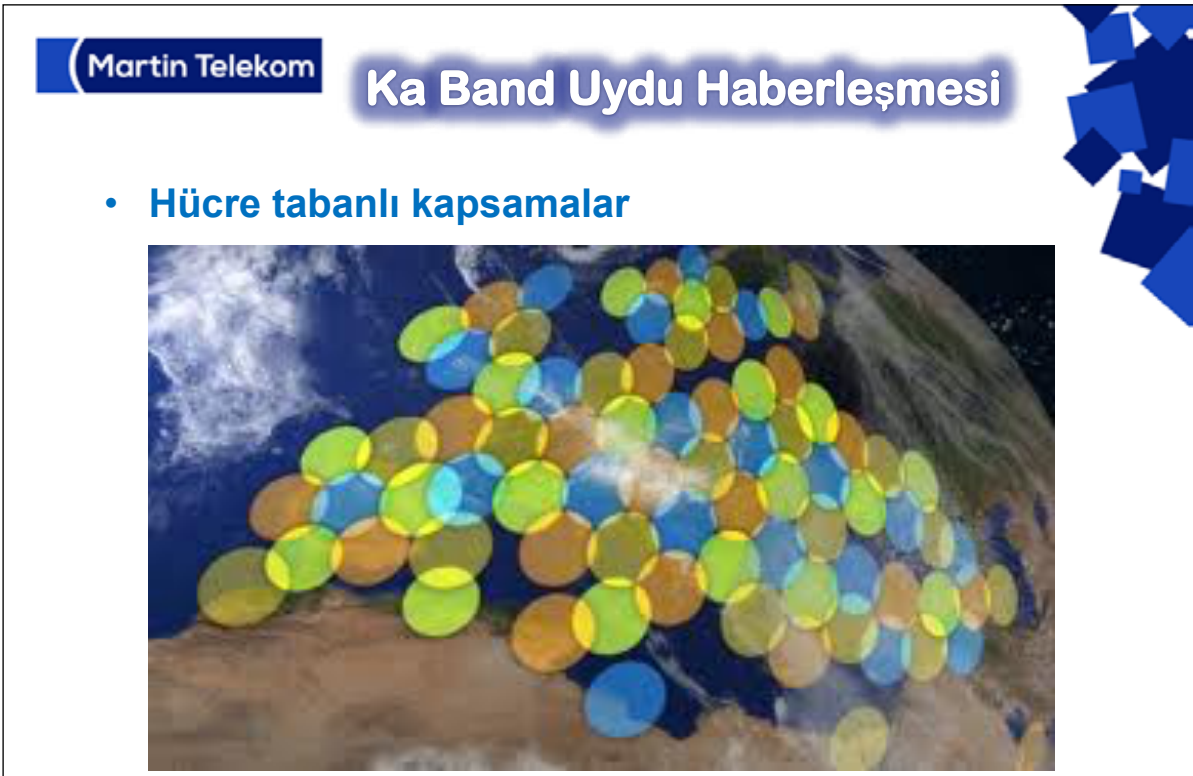 Martin Telekom
Ka Band Uydu Haberleşmesi
• Hücre tabanlı kapsamalar